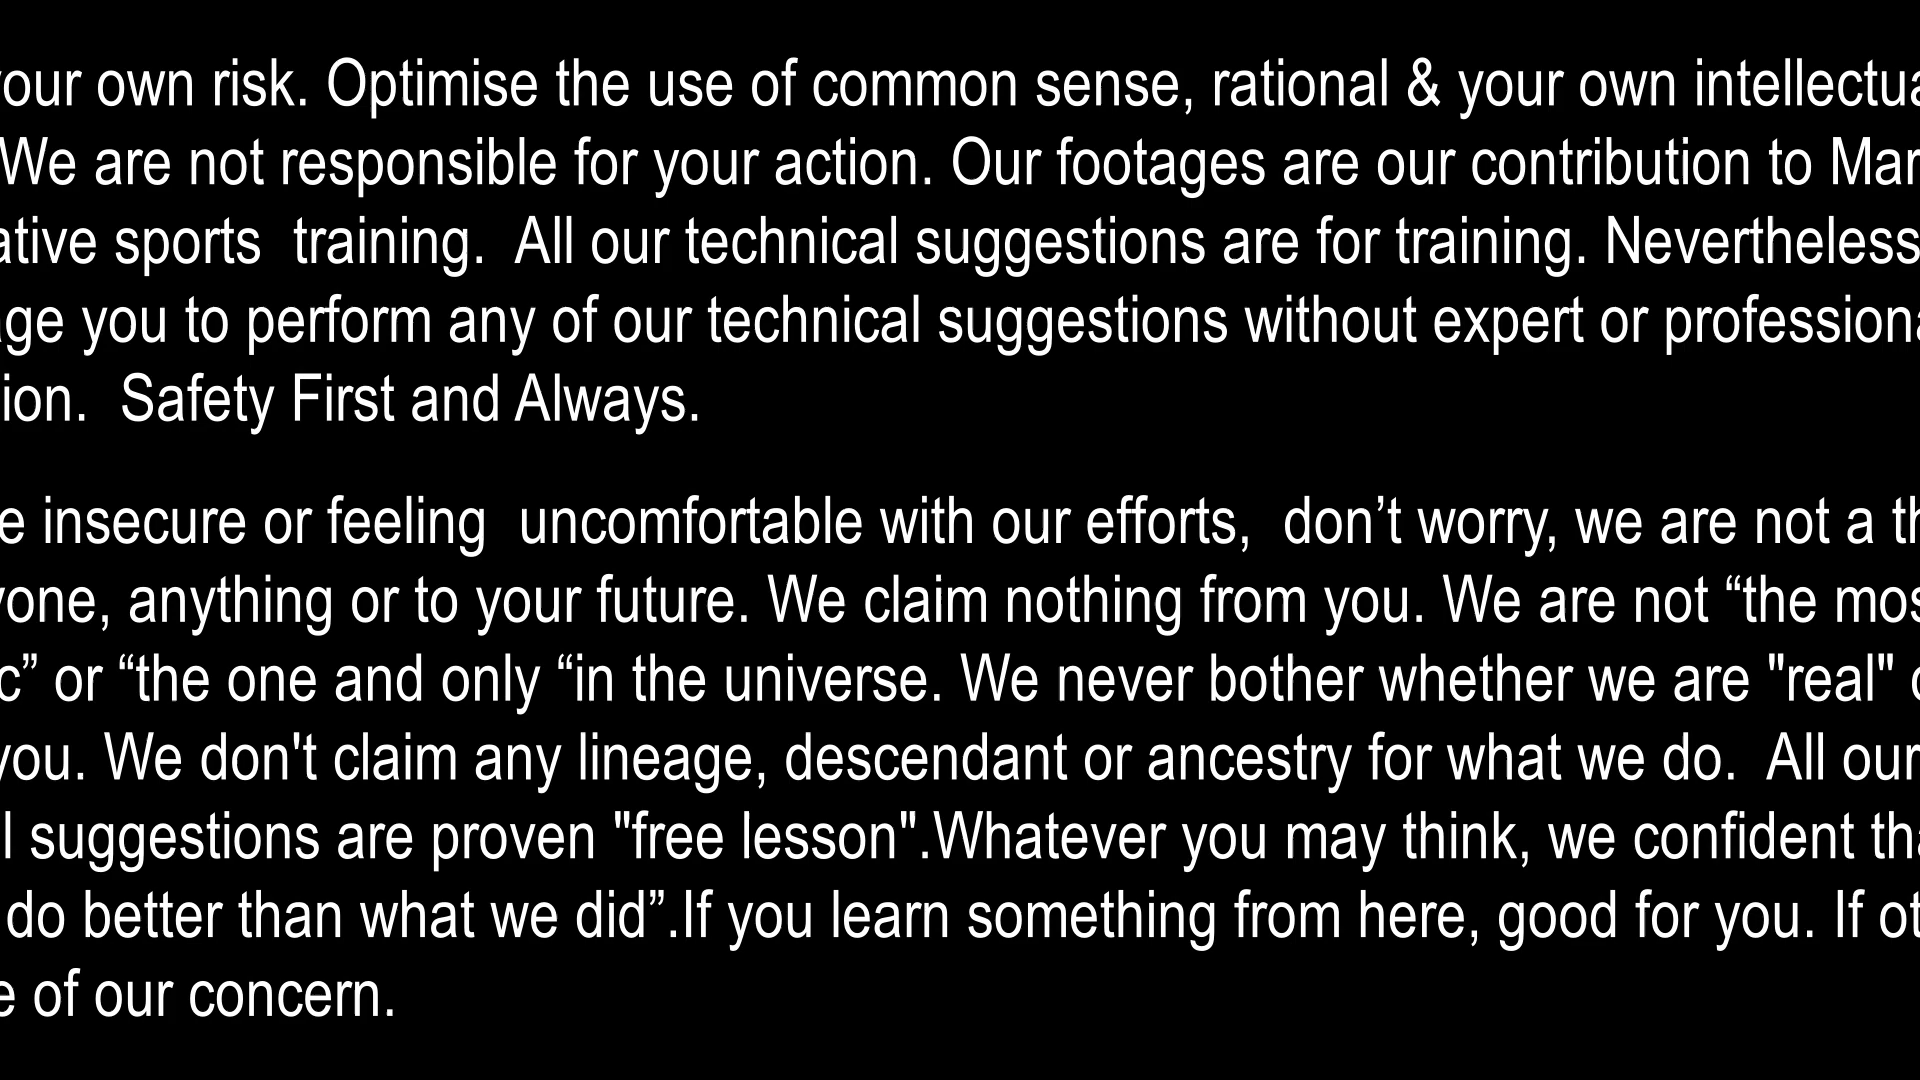 our own risk. Optimise the use of common sense, rational & your own intellectua
We are not responsible for your action. Our footages are our contribution to Mar
ative sports  training.  All our technical suggestions are for training. Nevertheless
ge you to perform any of our technical suggestions without expert or professiona
ion.  Safety First and Always.
e insecure or feeling  uncomfortable with our efforts,  don’t worry, we are not a th
yone, anything or to your future. We claim nothing from you. We are not “the mos
c” or “the one and only “in the universe. We never bother whether we are "real" o
you. We don't claim any lineage, descendant or ancestry for what we do.  All our
l suggestions are proven "free lesson".Whatever you may think, we confident tha
do better than what we did”.If you learn something from here, good for you. If ot
e of our concern.